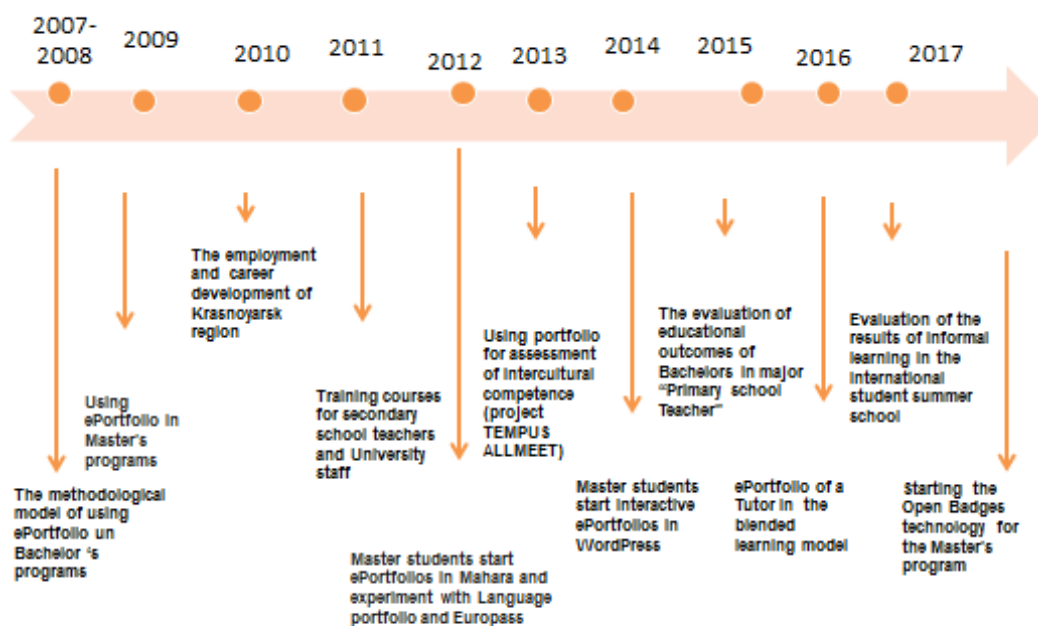 2007-
2008
2009
2010
2011
2012
2013
2014
2015
2016
2017
The methodological
model of using
ePortfolio un
Bachelor 's
programs
Using
ePortfolio in
Master's
programs
The employment
and career
development of
Krasnoyarsk
region
Training courses
for secondary
school teachers
and University
staff
Master students start
ePortfolios in Mahara and
experiment with Language
portfolio and Europass
Using portfolio
for assessment
of intercultural
competence
(project
TEMPUS
ALLMEET)
Master students
start interactive
ePortfolios in
WordPress
The evaluation of
educational
outcomes of
Bachelors in major
"Primary school
Teacher"
ePortfolio of a
Tutor in the
blended
learning model
Evaluation of the
results of informal
learning in the
international
student summer
school
Starting the
Open Badges
technology for
the Master's
program